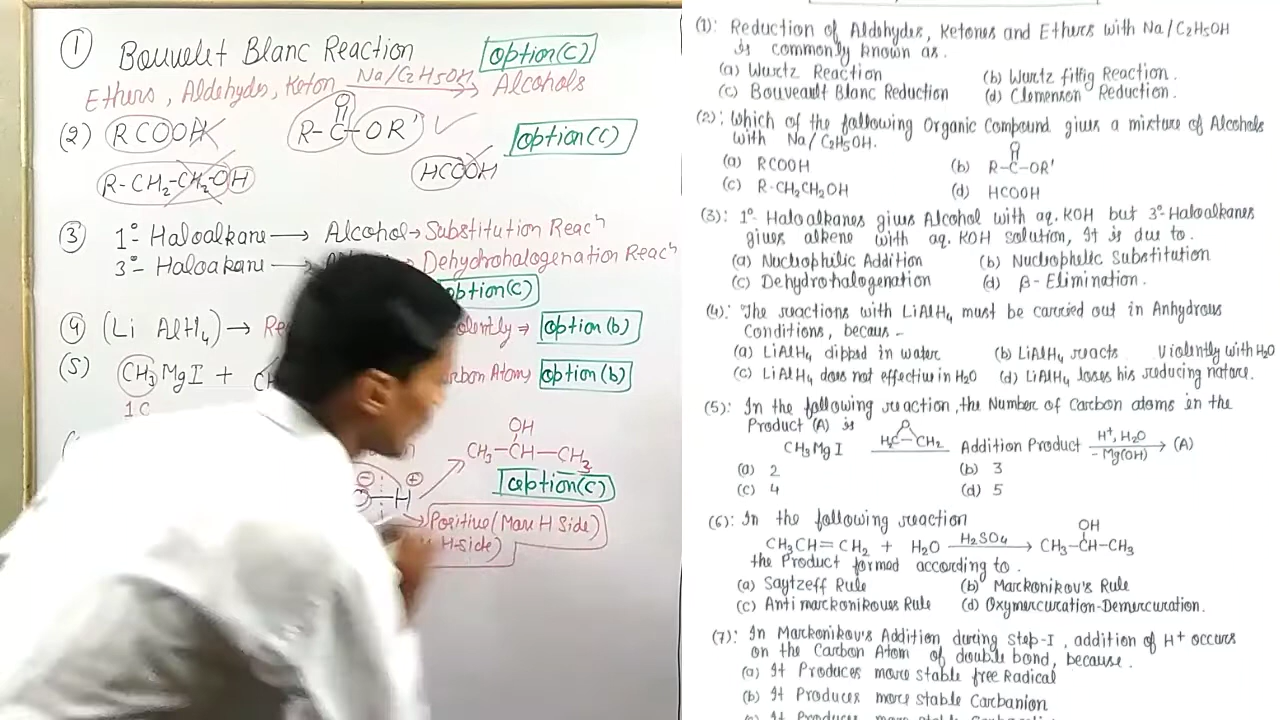 ① Bouvelet Blanc Reaction option(C)
Ethers, Aldehydes, Keton Na/C2H5OH Alcohols
(2) RCOOH R-C-OR' option(C)
O
R-CH2-CH2-OH HCOOH
③ 1°- Haloalkane → Alcohol → Substitution Reacⁿ
3°- Haloakane → Dehydrohalogenation Reacⁿ
option(C)
④ (Li AlH4) → option(b)
(5) CH3MgI + Atoms option(b)
1C
OH
CH3-CH-CH3
⊖ ⊕
-H
option(C)
Positive (More H Side)
H-side)
(1): Reduction of Aldehydes, Ketones and Ethers with Na/C2H5OH
is commonly known as.
(a) Wurtz Reaction (b) Wurtz fittig Reaction.
(c) Bouveault Blanc Reduction (d) Clemenson Reduction.
(2): Which of the following Organic Compound gives a mixture of Alcohols
with Na/C2H5OH.
O
(a) RCOOH (b) R-C-OR'
(c) R-CH2CH2OH (d) HCOOH
(3): 1°- Haloalkanes gives Alcohol with aq. KOH but 3°-Haloalkanes
gives alkene with aq. KOH solution, It is due to.
(a) Nucleophilic Addition (b) Nucleophilic Substitution
(c) Dehydrohalogenation (d) β- Elimination.
(4): The reactions with LiAlH4 must be carried out in Anhydrous
Conditions, becaus -
(a) LiAlH4 dipped in water (b) LiAlH4 reacts Violently with H2O
(c) LiAlH4 does not effective in H2O (d) LiAlH4 loses his reducing nature.
(5): In the following reaction, the Number of Carbon atoms in the
Product (A) is
CH3MgI H2C-CH2 O Addition Product H+, H2O -Mg(OH) → (A)
(a) 2 (b) 3
(c) 4 (d) 5
(6): In the following reaction
OH
CH3CH=CH2 + H2O H2SO4 → CH3-CH-CH3
the Product formed according to.
(a) Saytzeff Rule (b) Markonikov's Rule
(c) Anti markonikovs Rule (d) Oxymercuration-Demercuration.
(7): In Markonikov's Addition during step-I, addition of H+ occurs
on the Carbon Atom of double bond, because.
(a) It Produces more stable free Radical
(b) It Produces more stable Carbanion